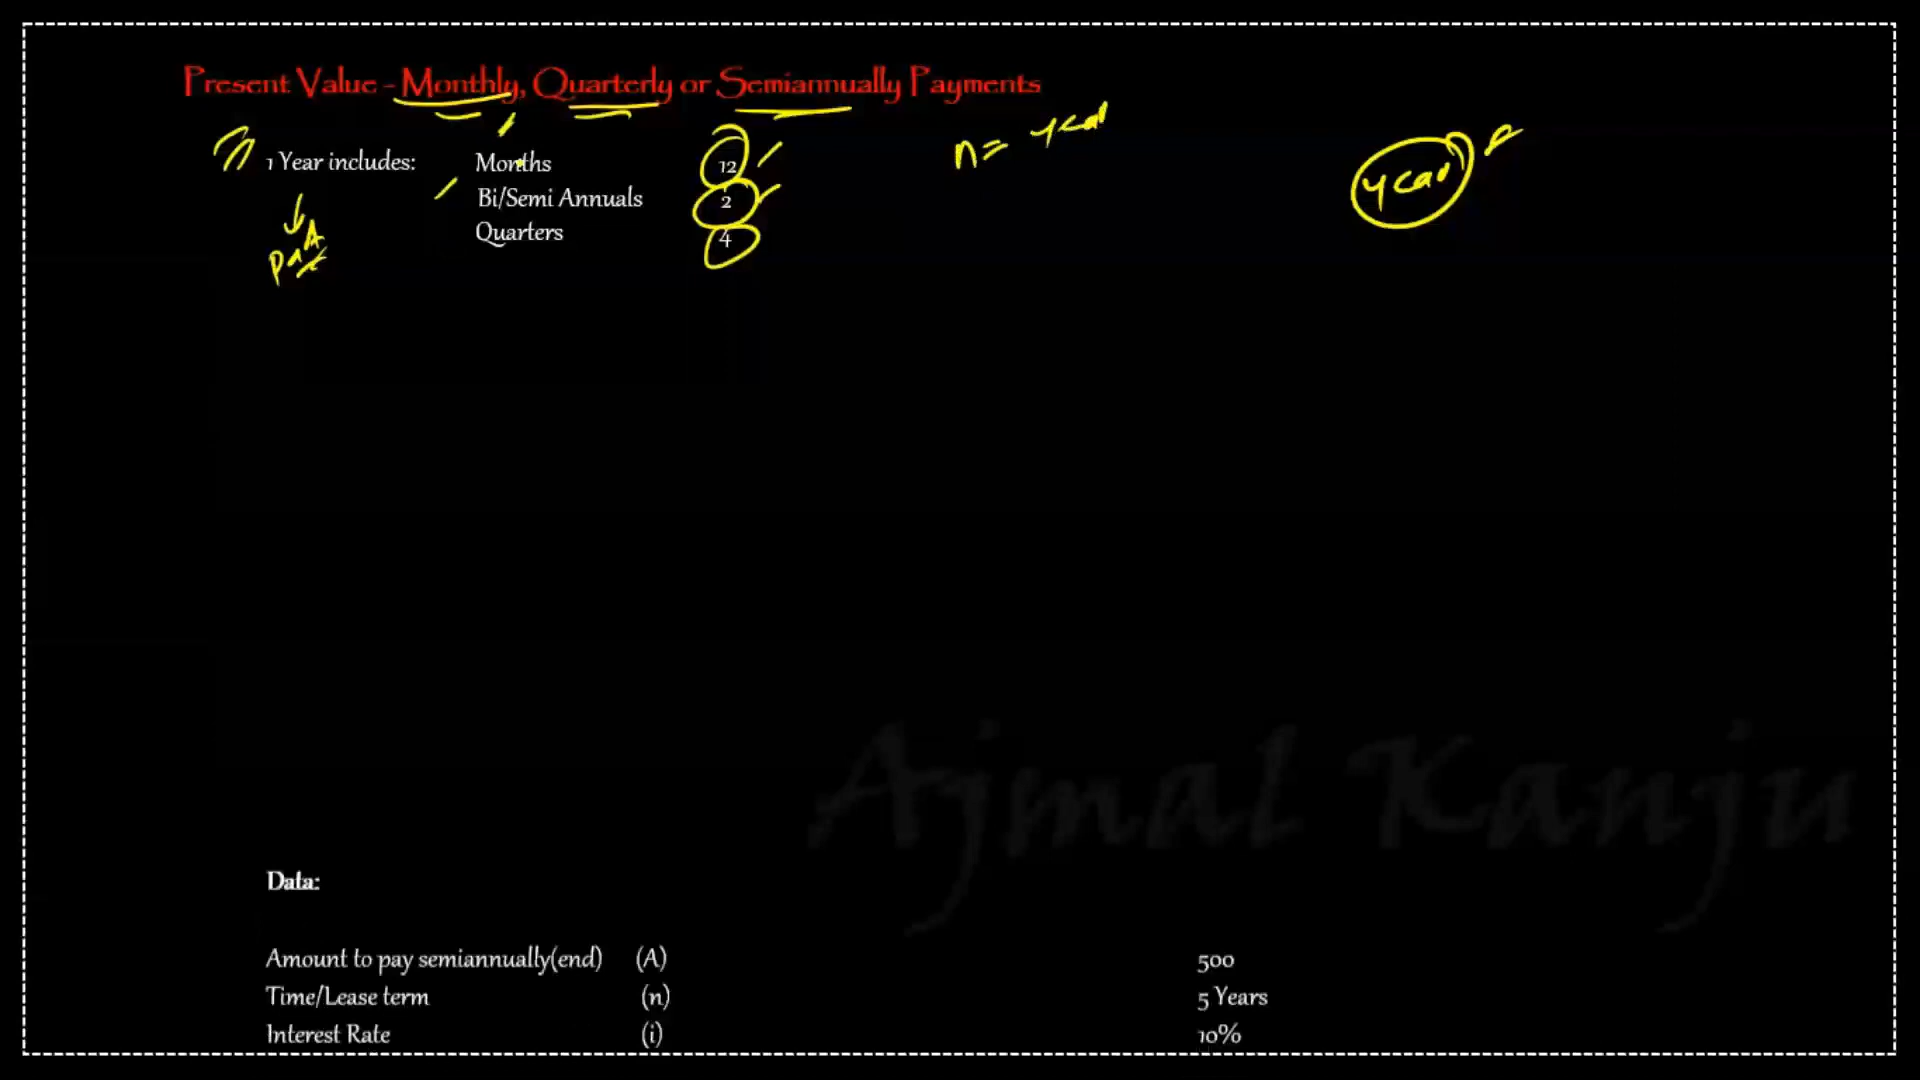 Present Value - Monthly, Quarterly or Semiannually Payments
n= year
1 Year includes: Months 12
year
Bi/Semi Annuals 2
Quarters 4
Ajmal Kanju
Data:
Amount to pay semiannually(end) (A) 500
Time/Lease term (n) 5 Years
Interest Rate (i) 10%